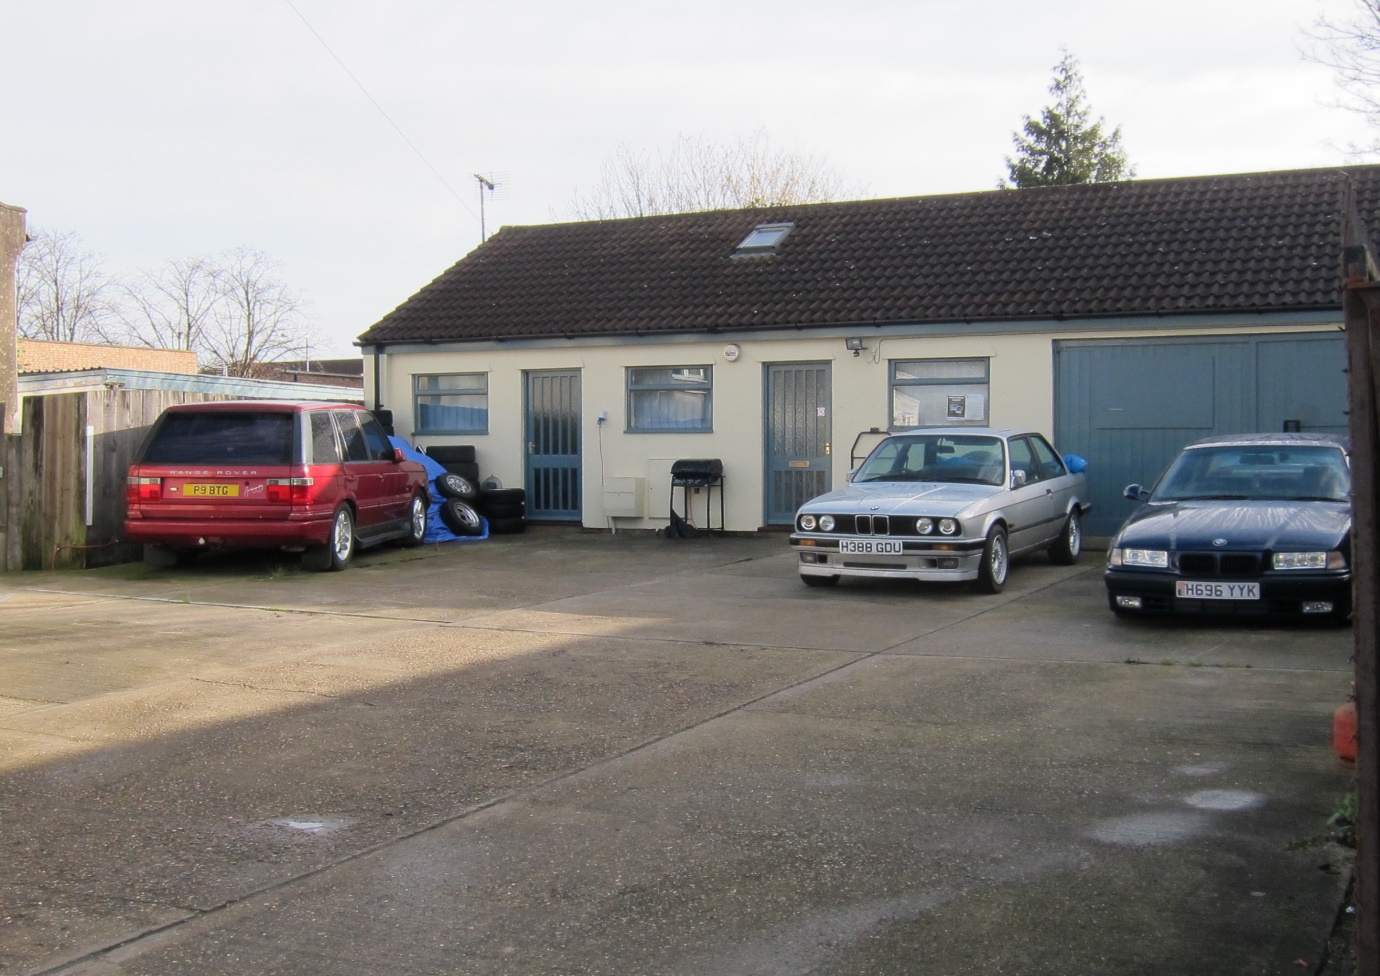 RANGE ROVER
P9 BTG
H388 GDU
H696 YYK